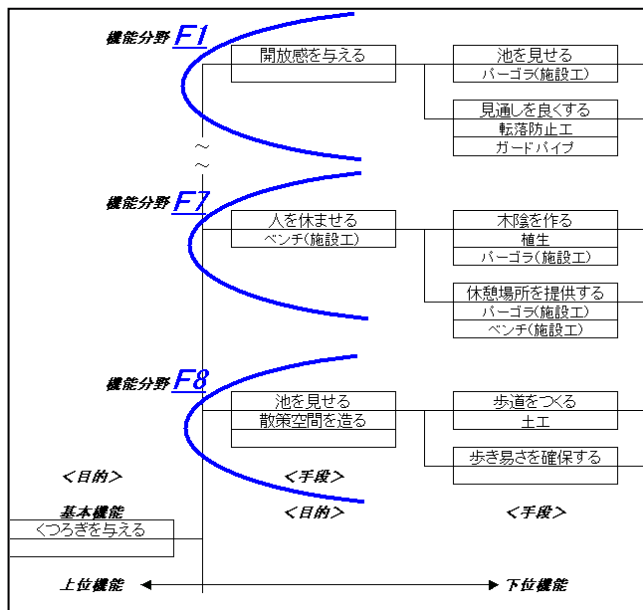 機能分野 F1
開放感を与える
池を見せる
パーゴラ(施設工)
見通しを良くする
転落防止工
ガードパイプ
~
~
機能分野 F7
人を休ませる
ベンチ(施設工)
木陰を作る
植生
パーゴラ(施設工)
休憩場所を提供する
パーゴラ(施設工)
ベンチ(施設工)
機能分野 F8
池を見せる
散策空間を造る
歩道をつくる
土工
歩き易さを確保する
<目的>
<手段>
基本機能
<目的>
<手段>
くつろぎを与える
上位機能
下位機能